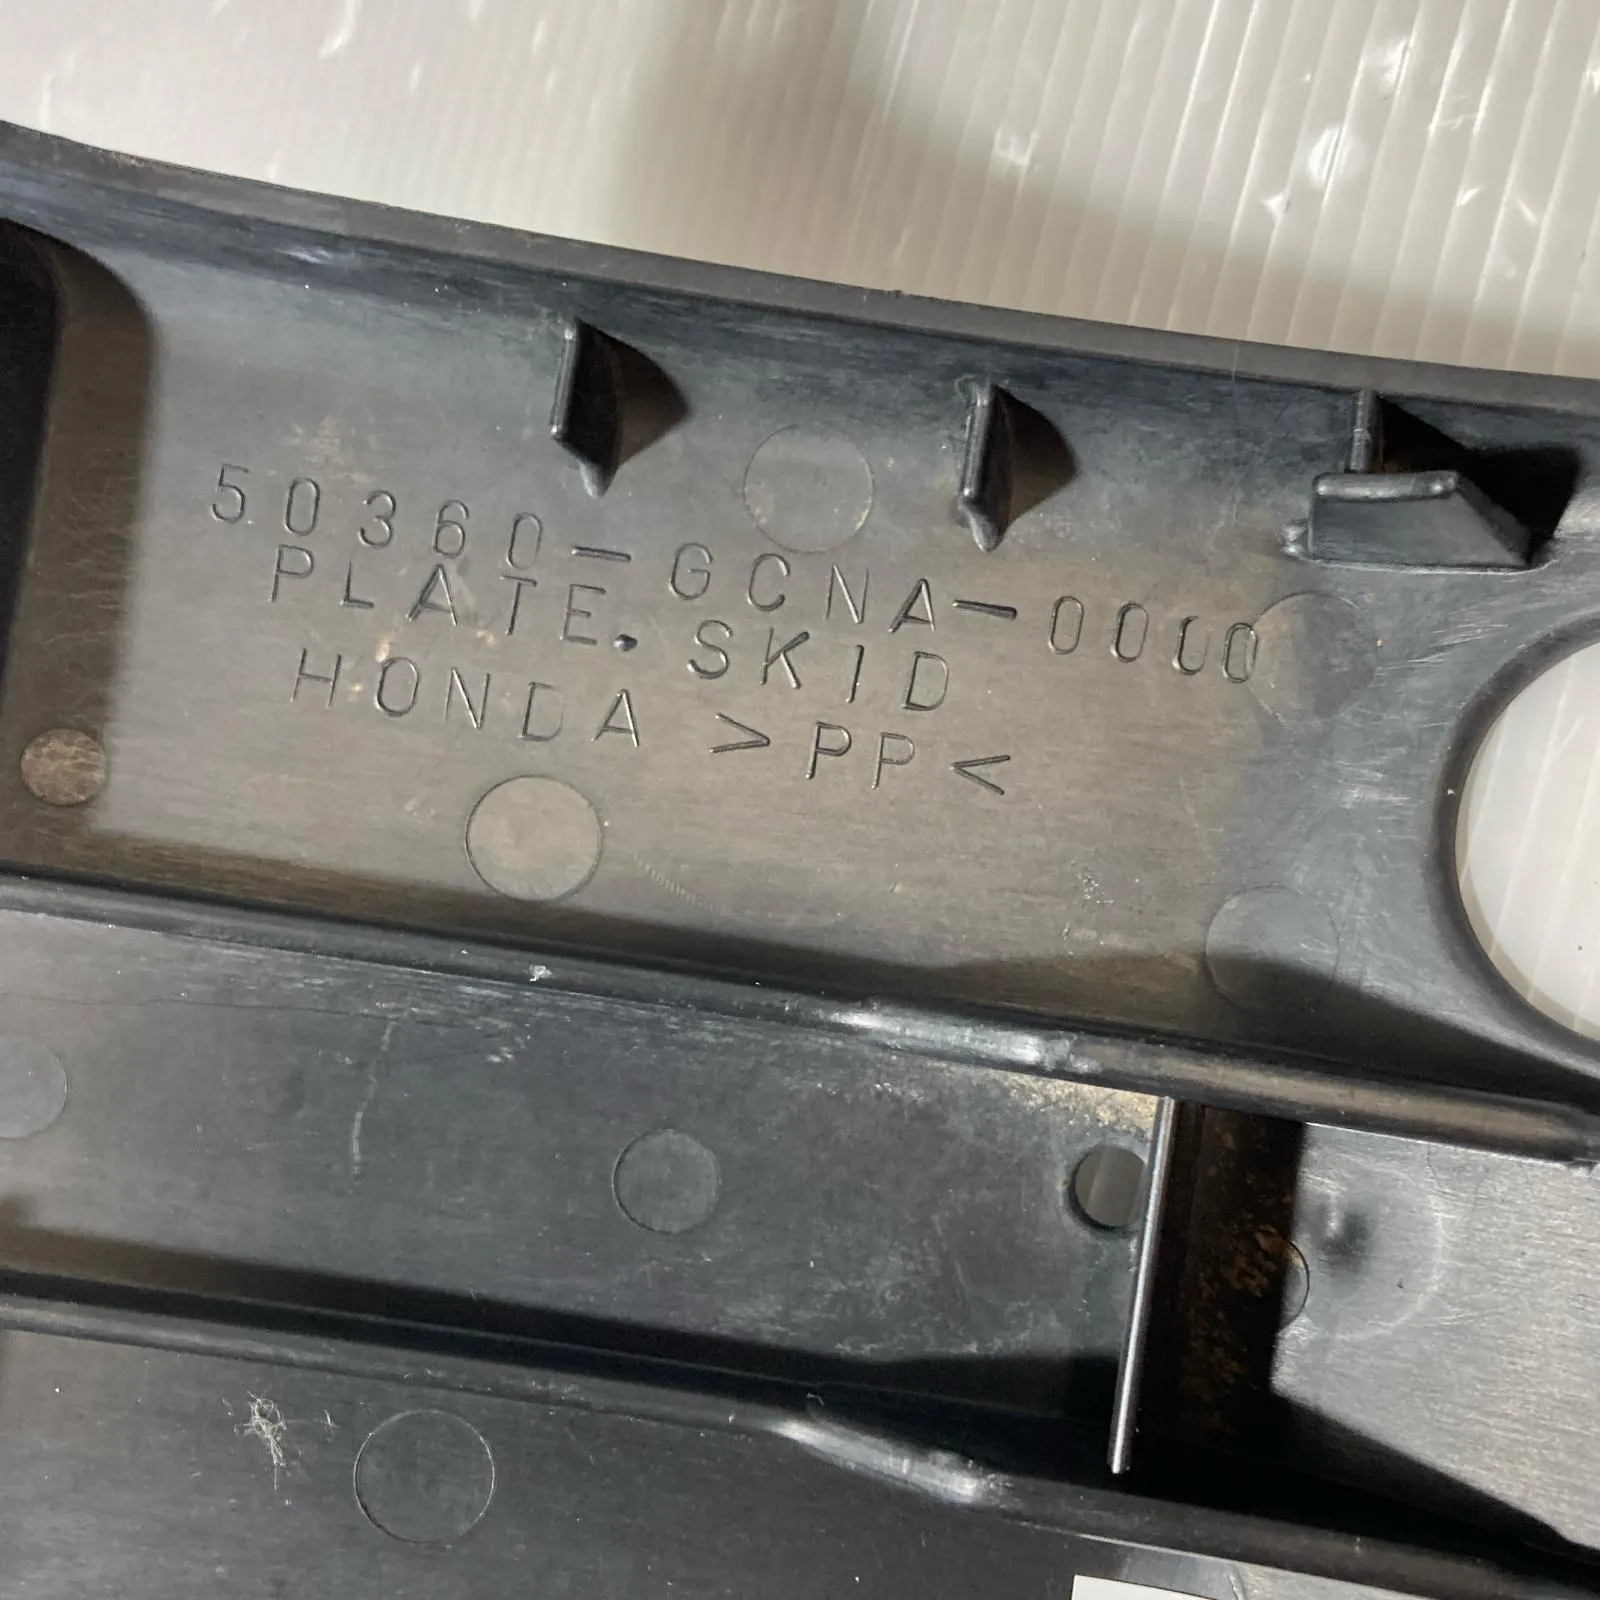 50360-GCNA-0000
PLATE. SKID
HONDA >PP<